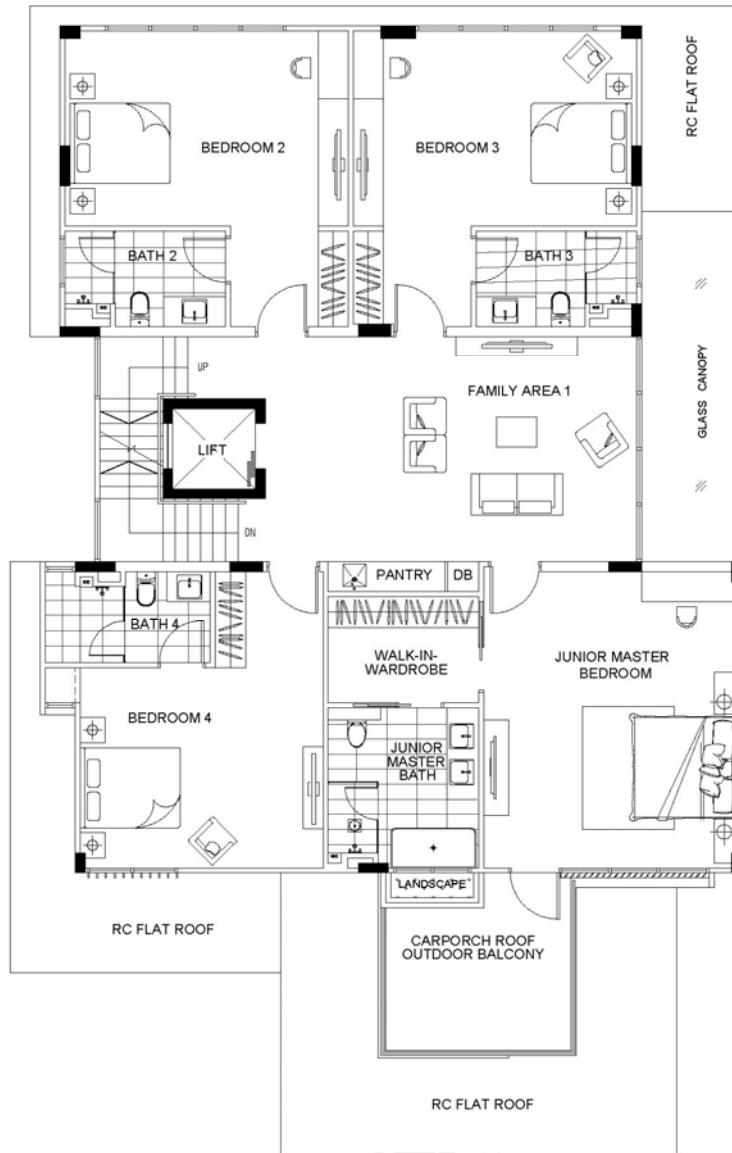 RC FLAT ROOF
BEDROOM 2
BEDROOM 3
BATH 2
BATH 3
GLASS CANOPY
UP
FAMILY AREA 1
LIFT
DN
PANTRY
DB
BATH 4
WALK-IN-
WARDROBE
JUNIOR MASTER
BEDROOM
BEDROOM 4
JUNIOR
MASTER
BATH
LANDSCAPE
RC FLAT ROOF
CARPORCH ROOF
OUTDOOR BALCONY
RC FLAT ROOF